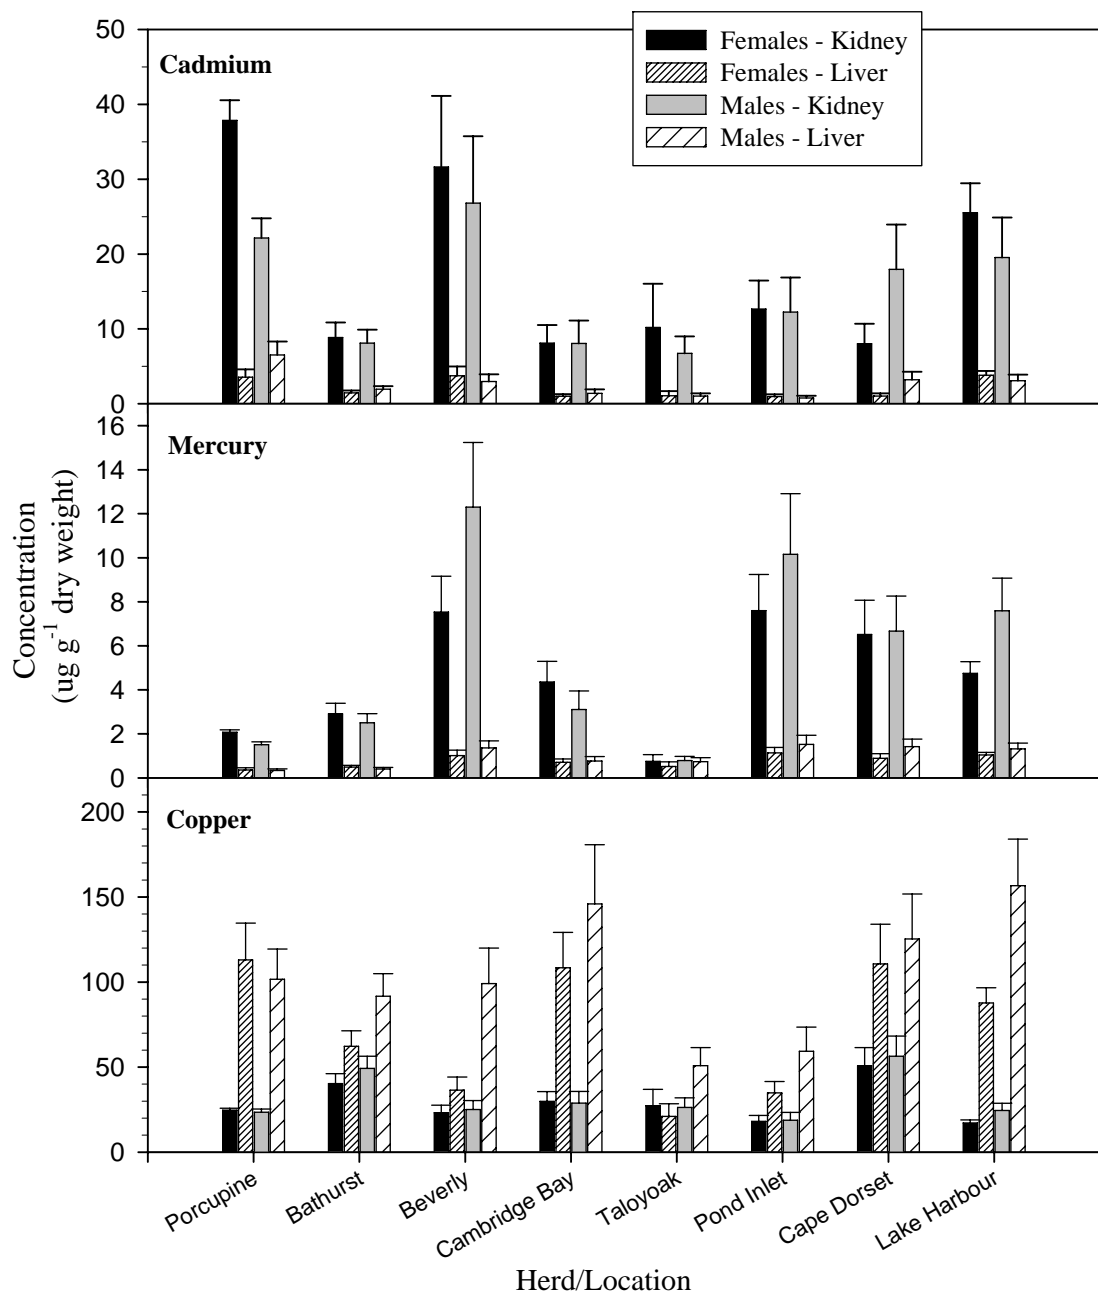 Females - Kidney
Females - Liver
Males - Kidney
Males - Liver
Cadmium
50
40
30
20
10
0
Mercury
16
14
12
10
8
6
4
2
0
Copper
200
150
100
50
0
Concentration
(ug g-1 dry weight)
Porcupine
Bathurst
Beverly
Cambridge Bay
Taloyoak
Pond Inlet
Cape Dorset
Lake Harbour
Herd/Location